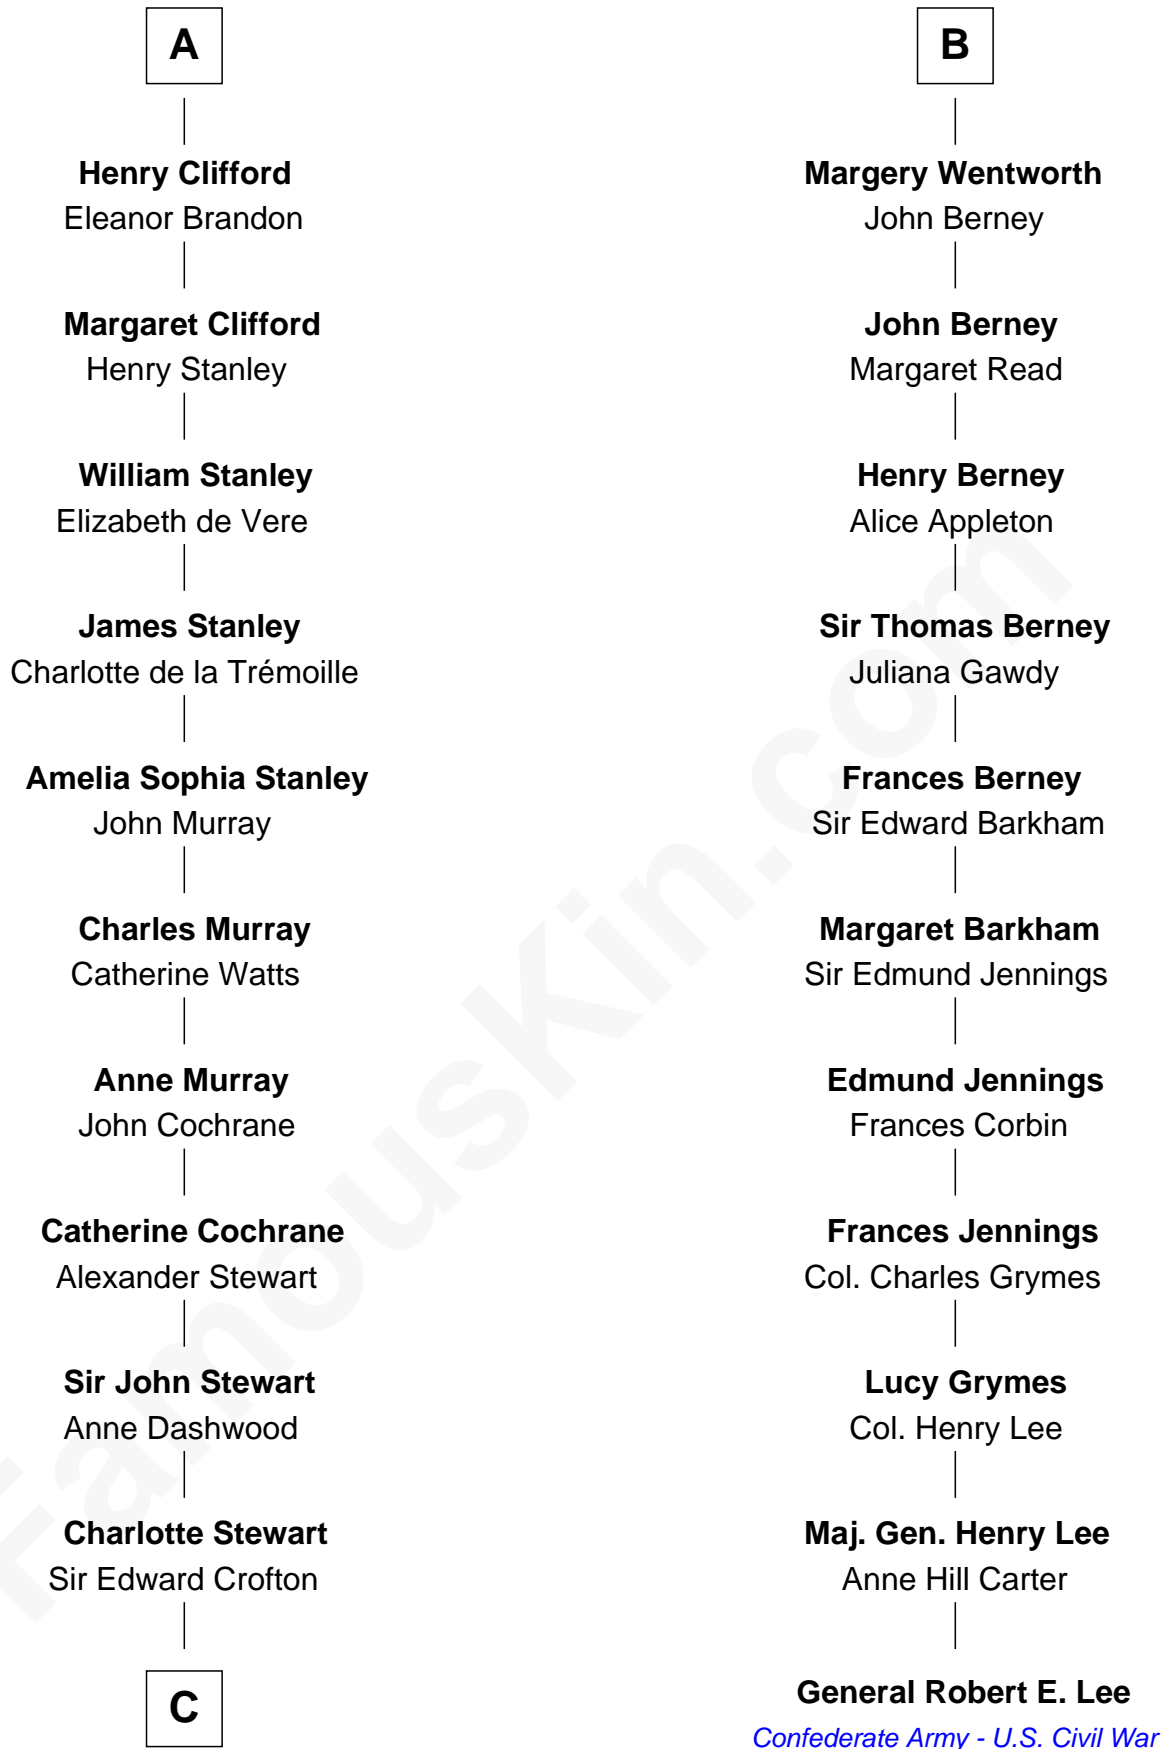 A
Henry Clifford
Eleanor Brandon
Margaret Clifford
Henry Stanley
William Stanley
Elizabeth de Vere
James Stanley
Charlotte de la Trémoille
Amelia Sophia Stanley
John Murray
Charles Murray
Catherine Watts
Anne Murray
John Cochrane
Catherine Cochrane
Alexander Stewart
Sir John Stewart
Anne Dashwood
Charlotte Stewart
Sir Edward Crofton
C
B
Margery Wentworth
John Berney
John Berney
Margaret Read
Henry Berney
Alice Appleton
Sir Thomas Berney
Juliana Gawdy
Frances Berney
Sir Edward Barkham
Margaret Barkham
Sir Edmund Jennings
Edmund Jennings
Frances Corbin
Frances Jennings
Col. Charles Grymes
Lucy Grymes
Col. Henry Lee
Maj. Gen. Henry Lee
Anne Hill Carter
General Robert E. Lee
Confederate Army - U.S. Civil War
FamousKin.com